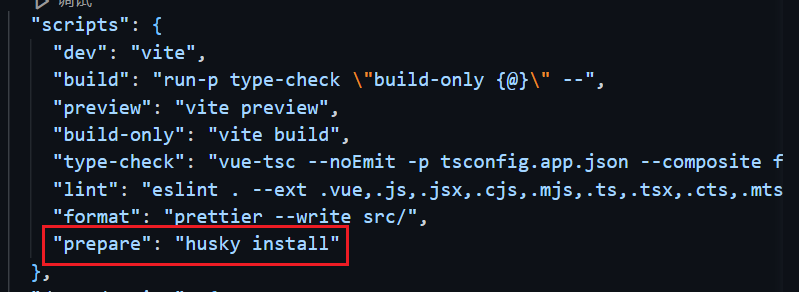 调试
"scripts": {
"dev": "vite",
"build": "run-p type-check \"build-only {@}\" --",
"preview": "vite preview",
"build-only": "vite build",
"type-check": "vue-tsc --noEmit -p tsconfig.app.json --composite f
"lint": "eslint . --ext .vue,.js,.jsx,.cjs,.mjs,.ts,.tsx,.cts,.mts
"format": "prettier --write src/",
"prepare": "husky install"
},